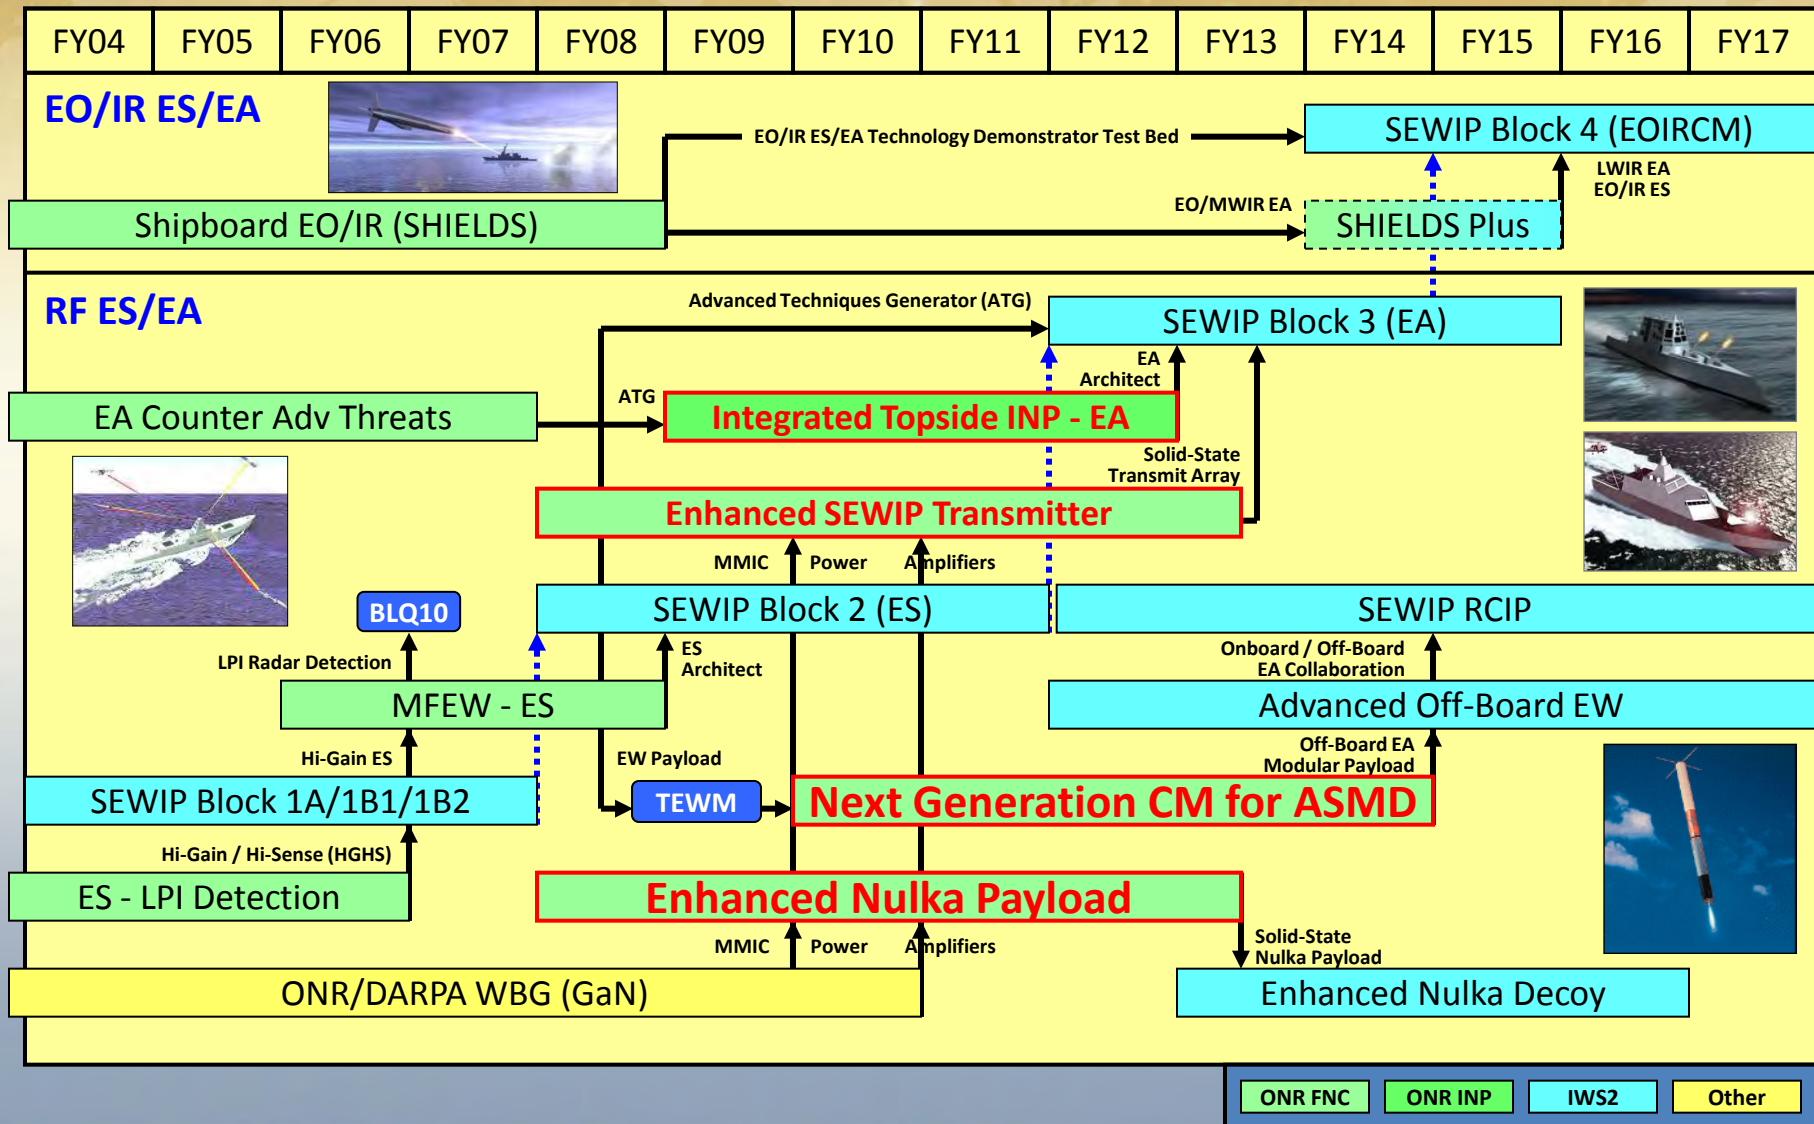 FY04 FY05 FY06 FY07 FY08 FY09 FY10 FY11 FY12 FY13 FY14 FY15 FY16 FY17
EO/IR ES/EA
SEWIP Block 4 (EOIRCM)
EO/IR ES/EA Technology Demonstrator Test Bed
LWIR EA
EO/IR ES
EO/MWIR EA
Shipboard EO/IR (SHIELDS)
SHIELDS Plus
RF ES/EA
Advanced Techniques Generator (ATG)
SEWIP Block 3 (EA)
EA
Architect
ATG
EA Counter Adv Threats
Integrated Topside INP - EA
Solid-State
Transmit Array
Enhanced SEWIP Transmitter
MMIC Power Amplifiers
BLQ10
SEWIP Block 2 (ES)
SEWIP RCIP
LPI Radar Detection
ES
Architect
Onboard / Off-Board
EA Collaboration
MFEW - ES
Advanced Off-Board EW
Hi-Gain ES
EW Payload
Off-Board EA
Modular Payload
SEWIP Block 1A/1B1/1B2
TEWM
Next Generation CM for ASMD
Hi-Gain / Hi-Sense (HGHS)
ES - LPI Detection
Enhanced Nulka Payload
MMIC Power Amplifiers
Solid-State
Nulka Payload
ONR/DARPA WBG (GaN)
Enhanced Nulka Decoy
ONR FNC ONR INP IWS2 Other